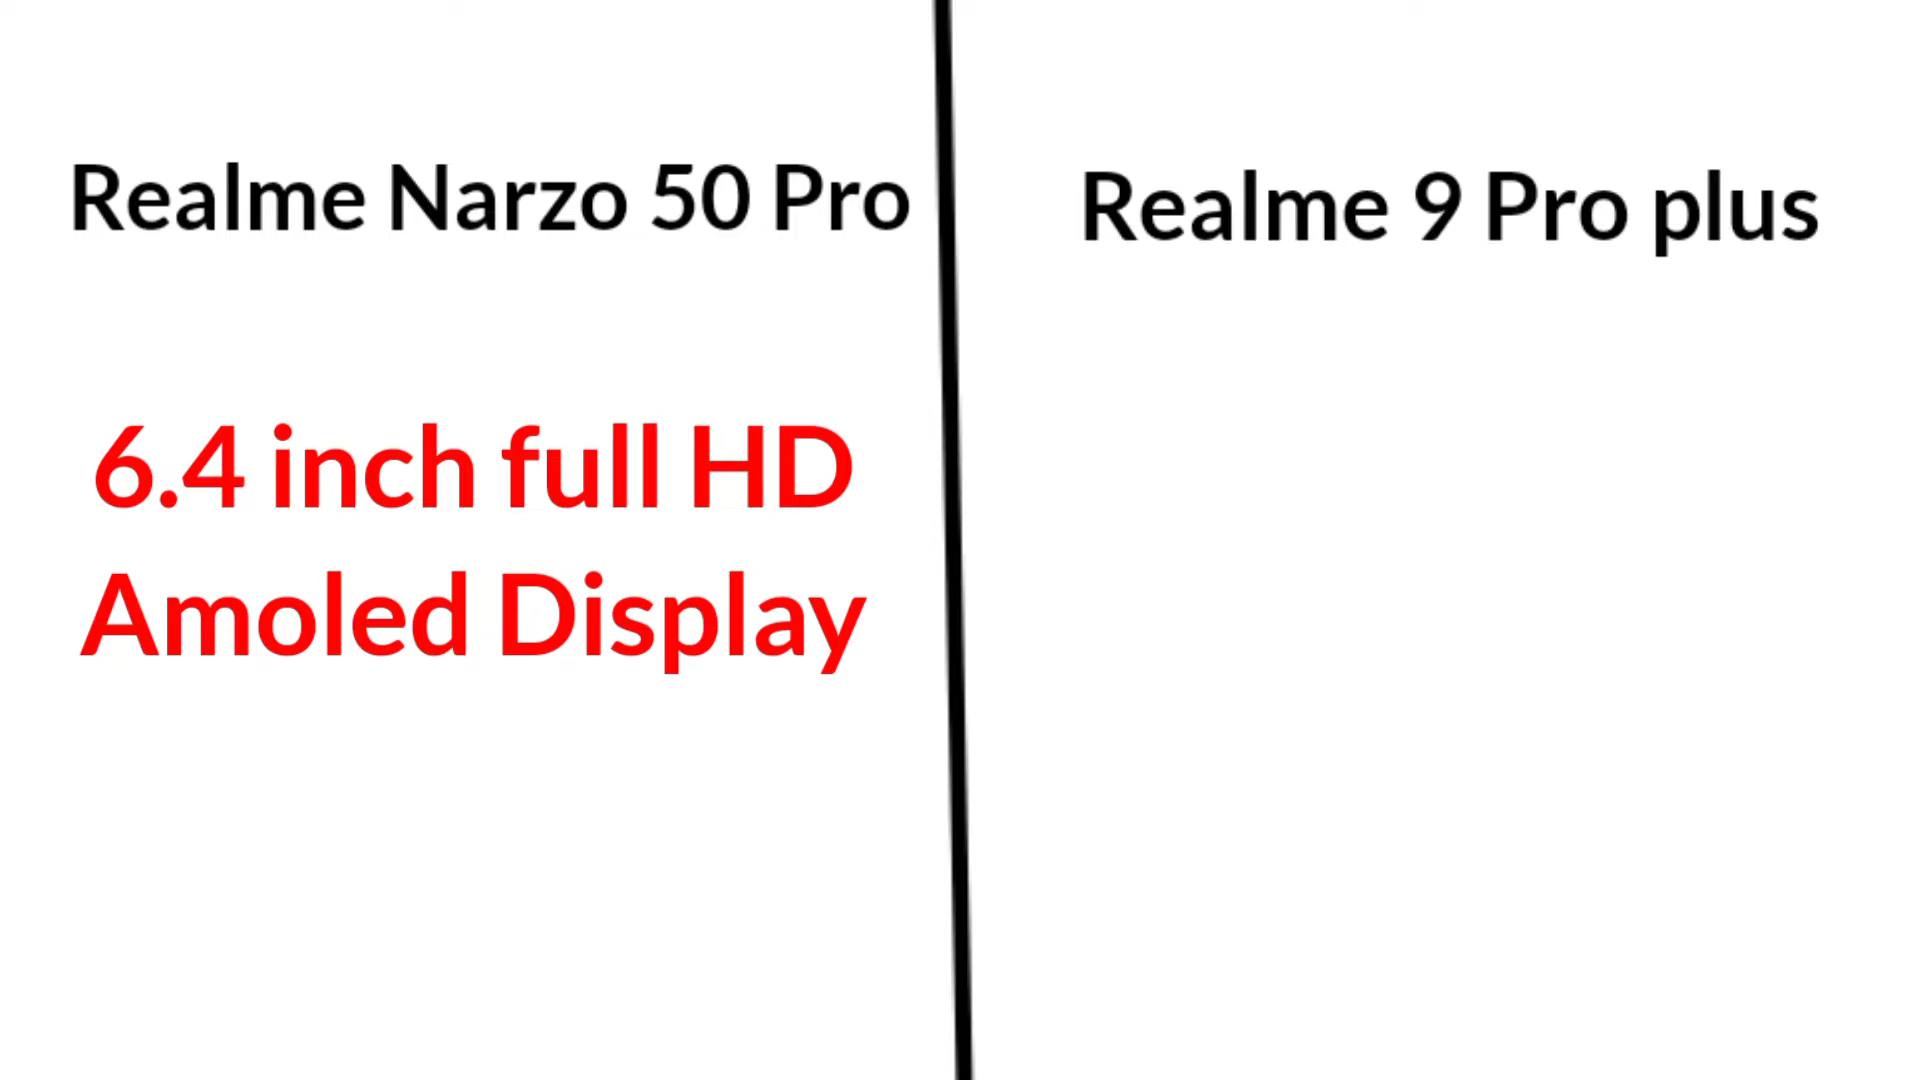 Realme Narzo 50 Pro
6.4 inch full HD
Amoled Display
Realme 9 Pro plus